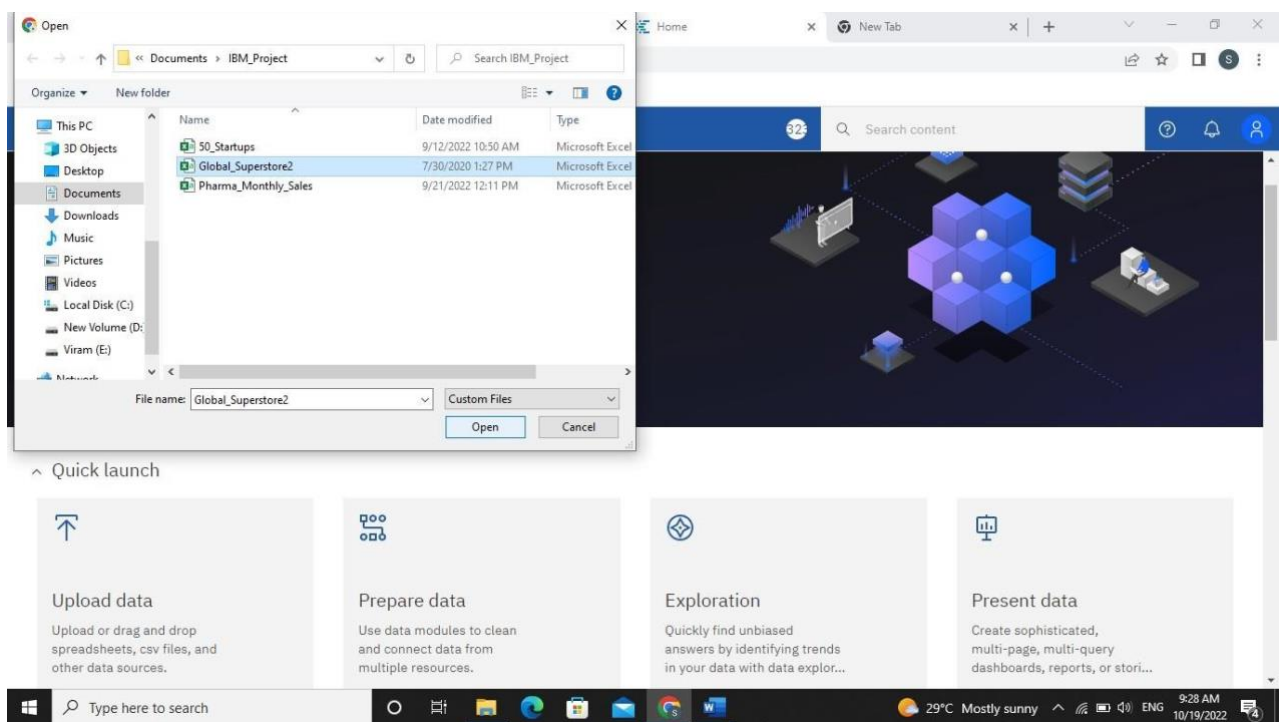 Open
Home
New Tab
« Documents › IBM_Project
Search IBM_Project
Organize
New folder
Name
Date modified
Type
This PC
3D Objects
Desktop
Documents
Downloads
Music
Pictures
Videos
Local Disk (C:)
New Volume (D:
Viram (E:)
Network
50_Startups 9/12/2022 10:50 AM Microsoft Excel
Global_Superstore2 7/30/2020 1:27 PM Microsoft Excel
Pharma_Monthly_Sales 9/21/2022 12:11 PM Microsoft Excel
File name: Global_Superstore2
Custom Files
Open
Cancel
S
323
Search content
Quick launch
Upload data
Upload or drag and drop
spreadsheets, csv files, and
other data sources.
Prepare data
Use data modules to clean
and connect data from
multiple resources.
Exploration
Quickly find unbiased
answers by identifying trends
in your data with data explor...
Present data
Create sophisticated,
multi-page, multi-query
dashboards, reports, or stori...
Type here to search
29°C Mostly sunny
ENG
9:28 AM
10/19/2022
4